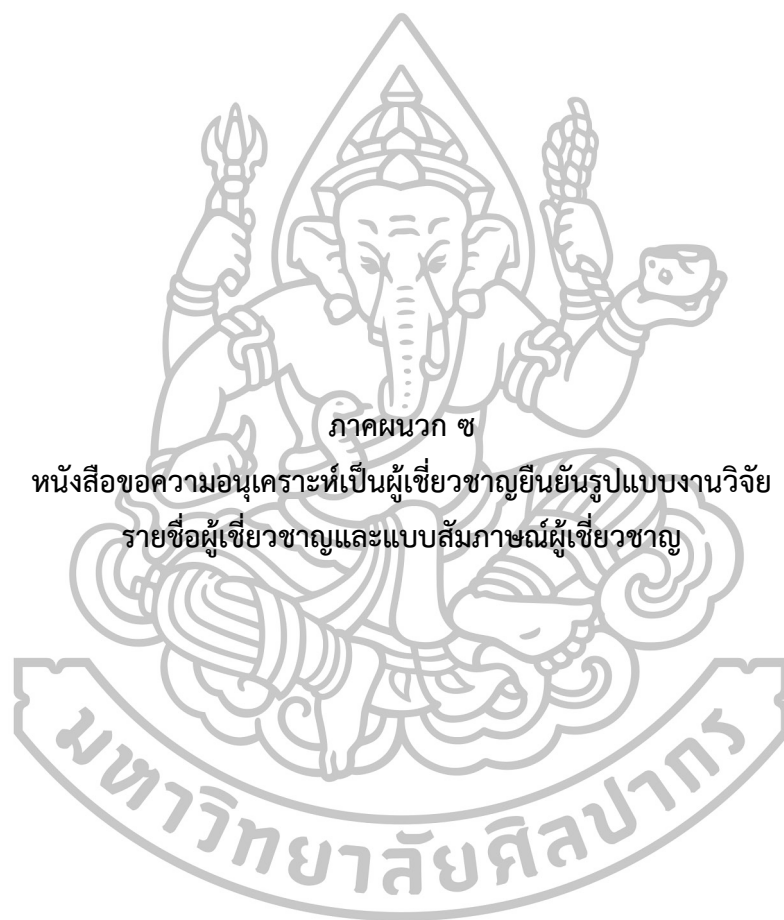 ภาคผนวก ซ
หนังสือขอความอนุเคราะห์เป็นผู้เชี่ยวชาญยืนยันรูปแบบงานวิจัย
รายชื่อผู้เชี่ยวชาญและแบบสัมภาษณ์ผู้เชี่ยวชาญ
มหาวิทยาลัยศิลปากร